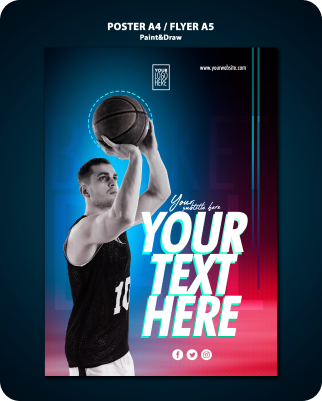 POSTER A4 / FLYER A5
Paint&Draw
YOUR
LOGO
HERE
www.yourwebsite.com
Your
subtitle here
YOUR
TEXT
HERE
10